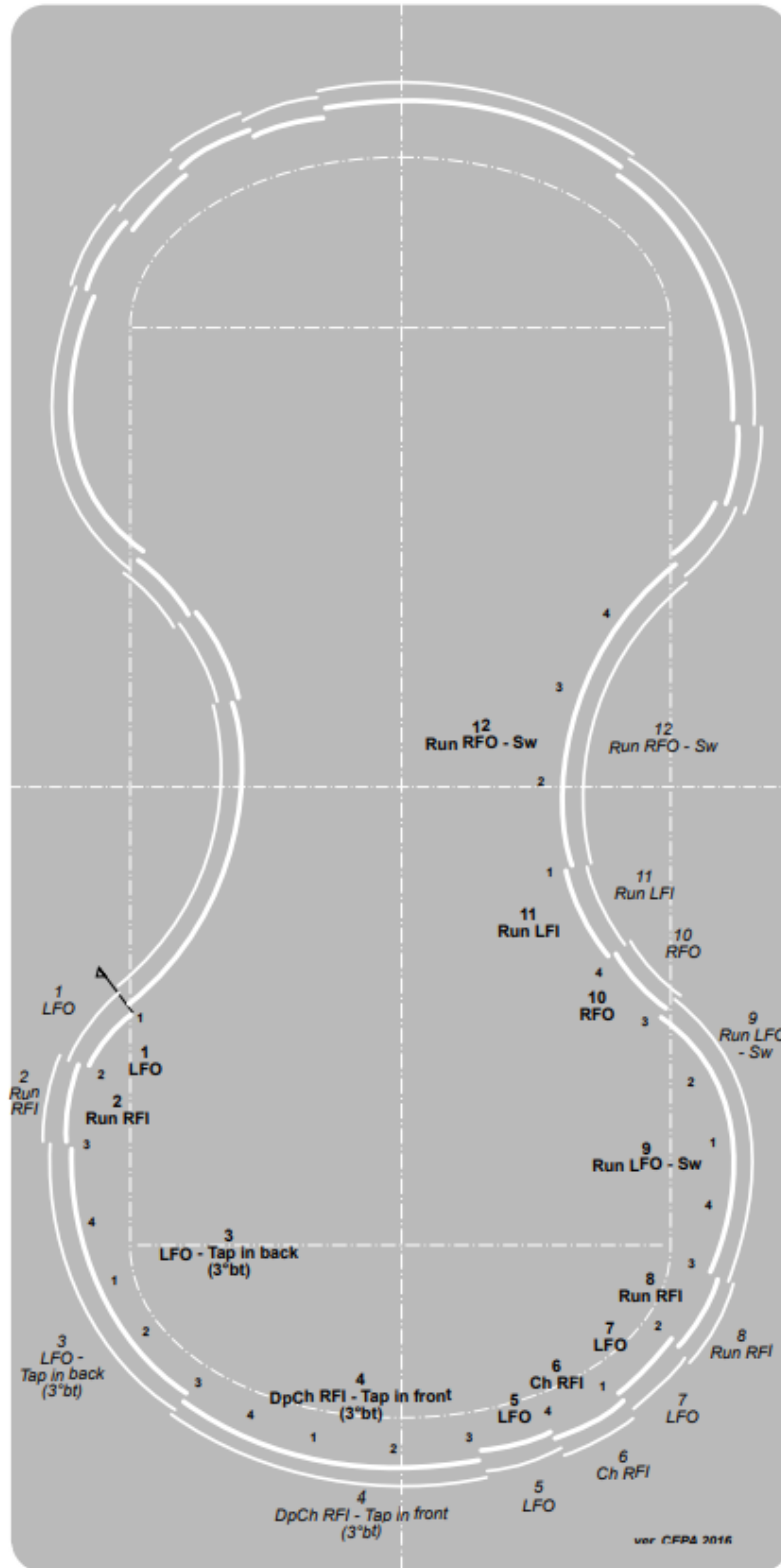 4
3
12
Run RFO - Sw
12
Run RFO - Sw
2
1
11
Run LFI
11
Run LFI
10
RFO
4
10
RFO
3
1
LFO
1
9
Run LFO
- Sw
1
LFO
2
2
Run
RFI
2
Run RFI
3
2
1
9
Run LFO - Sw
4
4
3
LFO - Tap in back
(3°bt)
3
1
8
Run RFI
2
7
LFO
2
8
Run RFI
3
LFO -
Tap in back
(3°bt)
6
Ch RFI
3
4
DpCh RFI - Tap in front
(3°bt)
1
5
LFO
4
4
7
LFO
1
2
3
6
Ch RFI
5
LFO
4
DpCh RFI - Tap in front
(3°bt)
ver. CEPA 2016